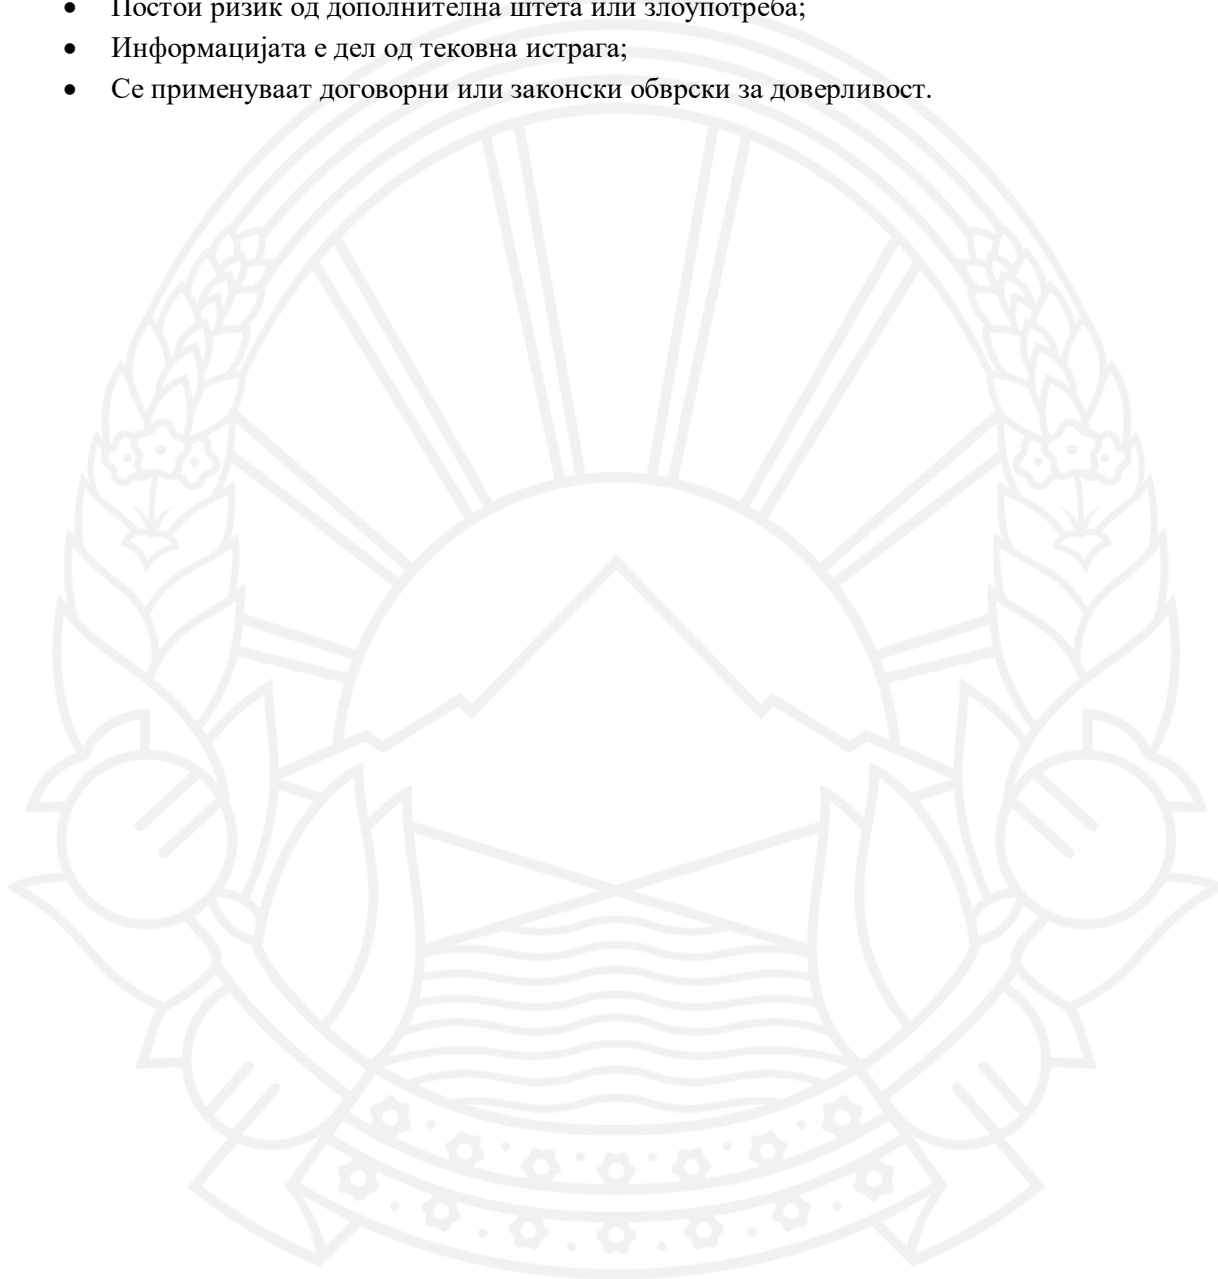 • Постои ризик од дополнителна штета или злоупотреба;
• Информацијата е дел од тековна истрага;
• Се применуваат договорни или законски обврски за доверливост.